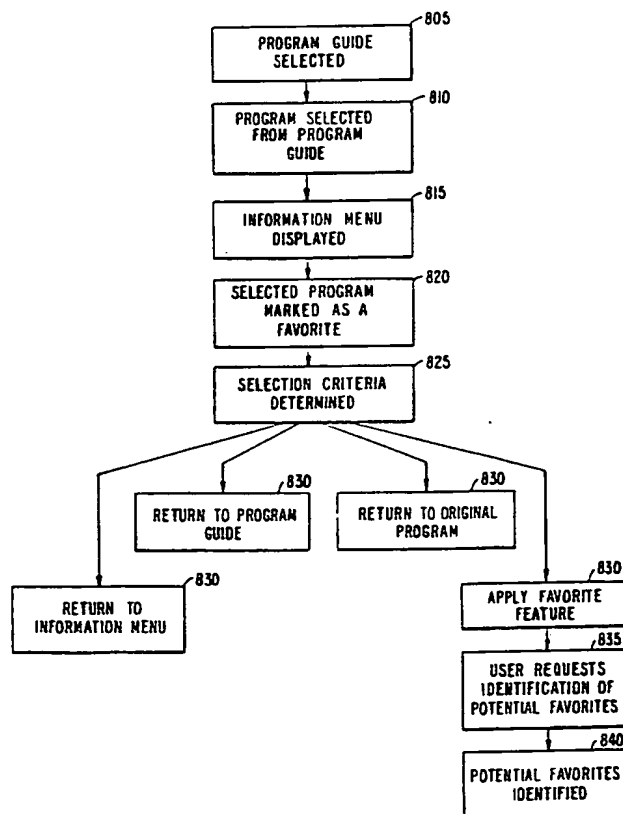 805
PROGRAM GUIDE
SELECTED
810
PROGRAM SELECTED
FROM PROGRAM
GUIDE
815
INFORMATION MENU
DISPLAYED
820
SELECTED PROGRAM
MARKED AS A
FAVORITE
825
SELECTION CRITERIA
DETERMINED
830
RETURN TO
INFORMATION MENU
830
RETURN TO PROGRAM
GUIDE
830
RETURN TO ORIGINAL
PROGRAM
830
APPLY FAVORITE
FEATURE
835
USER REQUESTS
IDENTIFICATION OF
POTENTIAL FAVORITES
840
POTENTIAL FAVORITES
IDENTIFIED